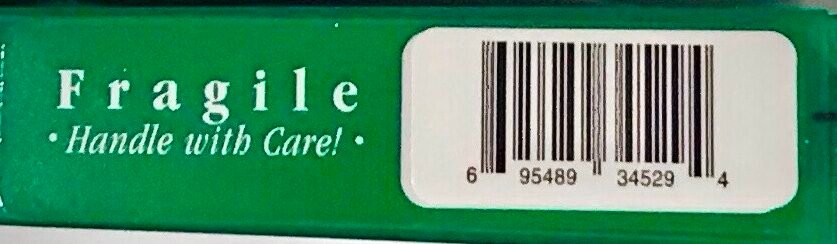 Fragile
• Handle with Care! •
6 95489 34529 4